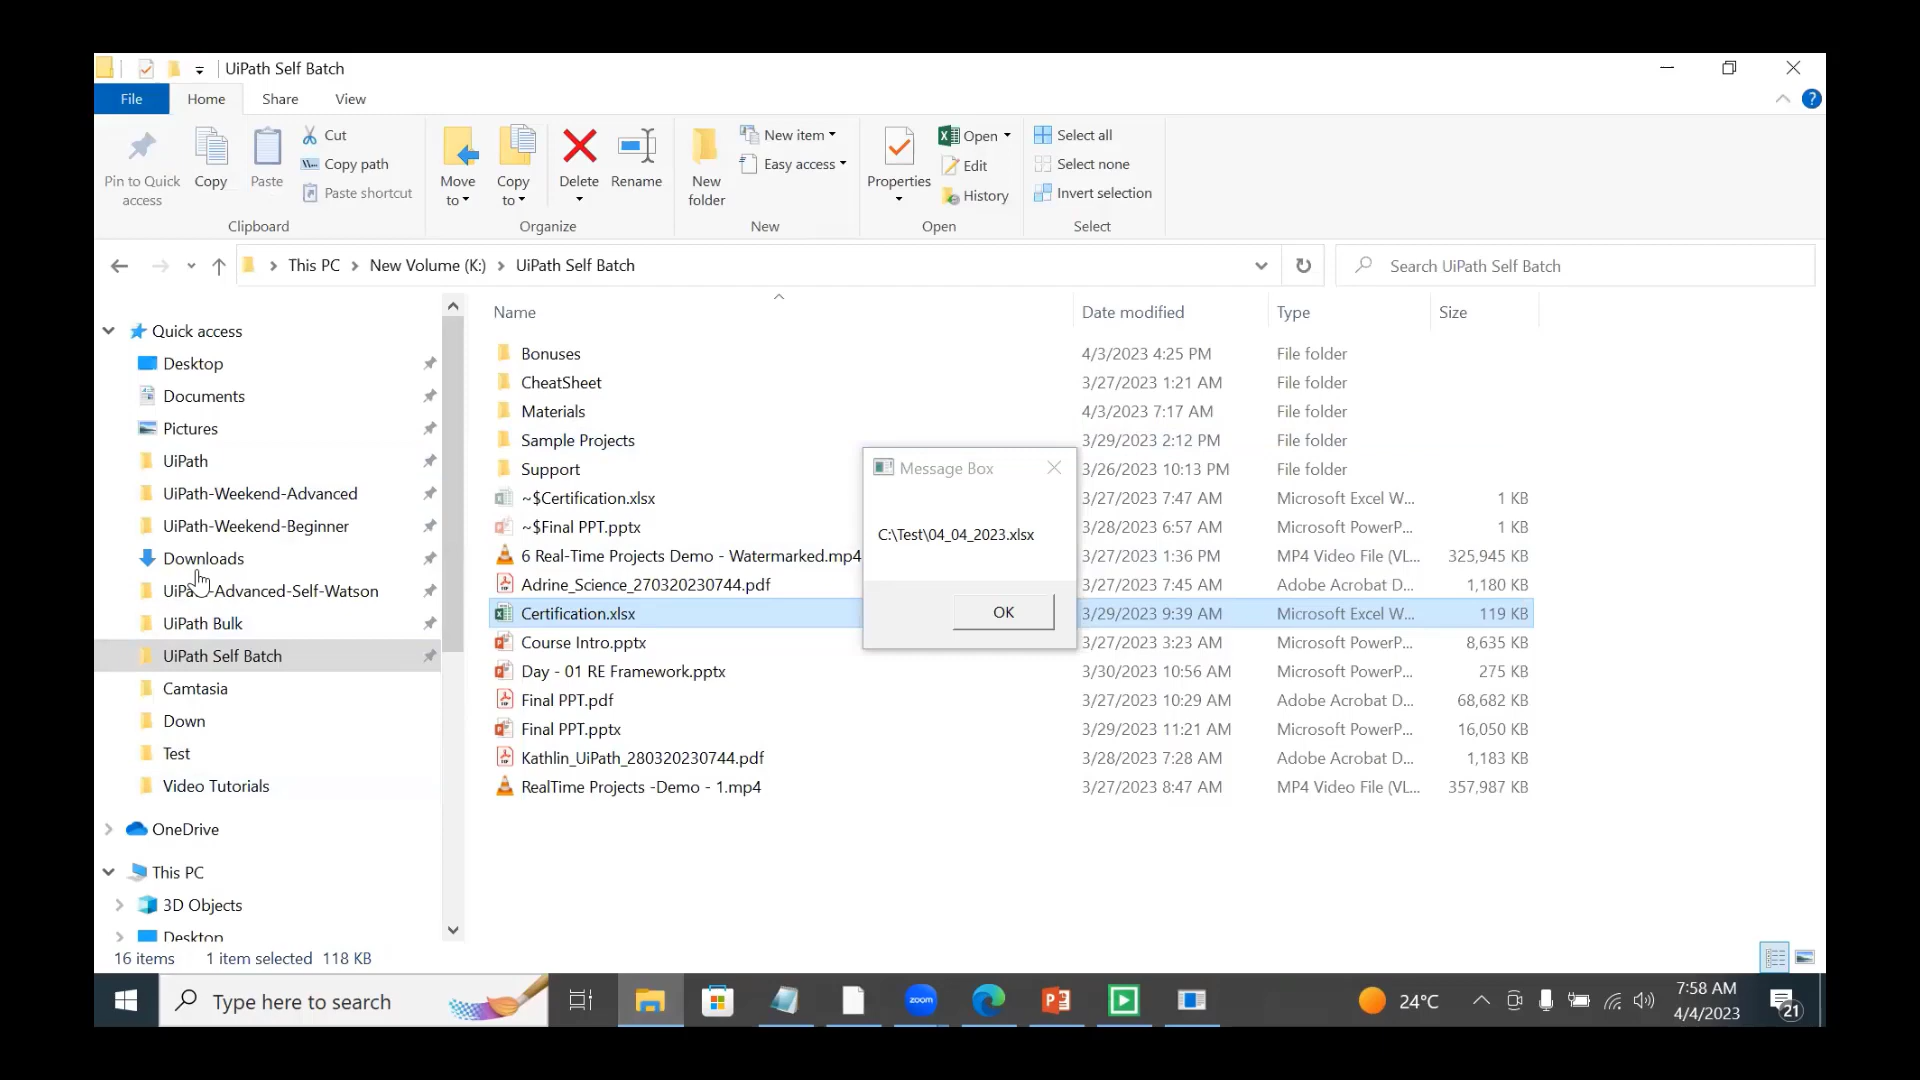 UiPath Self Batch
File
Home
Share
View
?
Pin to Quick access
Copy
Paste
Cut
Copy path
Paste shortcut
Clipboard
Move to
Copy to
Delete
Rename
Organize
New folder
New item
Easy access
New
Properties
Open
Edit
History
Open
Select all
Select none
Invert selection
Select
This PC
New Volume (K:)
UiPath Self Batch
Search UiPath Self Batch
Name
Date modified
Type
Size
Quick access
Desktop
Documents
Pictures
UiPath
UiPath-Weekend-Advanced
UiPath-Weekend-Beginner
Downloads
UiPath-Advanced-Self-Watson
UiPath Bulk
UiPath Self Batch
Camtasia
Down
Test
Video Tutorials
OneDrive
This PC
3D Objects
Desktop
Bonuses 4/3/2023 4:25 PM File folder
CheatSheet 3/27/2023 1:21 AM File folder
Materials 4/3/2023 7:17 AM File folder
Sample Projects 3/29/2023 2:12 PM File folder
Support 3/26/2023 10:13 PM File folder
~$Certification.xlsx 3/27/2023 7:47 AM Microsoft Excel W... 1 KB
~$Final PPT.pptx 3/28/2023 6:57 AM Microsoft PowerP... 1 KB
6 Real-Time Projects Demo - Watermarked.mp4 3/27/2023 1:36 PM MP4 Video File (VL... 325,945 KB
Adrine_Science_270320230744.pdf 3/27/2023 7:45 AM Adobe Acrobat D... 1,180 KB
Certification.xlsx 3/29/2023 9:39 AM Microsoft Excel W... 119 KB
Course Intro.pptx 3/27/2023 3:23 AM Microsoft PowerP... 8,635 KB
Day - 01 RE Framework.pptx 3/30/2023 10:56 AM Microsoft PowerP... 275 KB
Final PPT.pdf 3/27/2023 10:29 AM Adobe Acrobat D... 68,682 KB
Final PPT.pptx 3/29/2023 11:21 AM Microsoft PowerP... 16,050 KB
Kathlin_UiPath_280320230744.pdf 3/28/2023 7:28 AM Adobe Acrobat D... 1,183 KB
RealTime Projects -Demo - 1.mp4 3/27/2023 8:47 AM MP4 Video File (VL... 357,987 KB
Message Box
C:\Test\04_04_2023.xlsx
OK
16 items 1 item selected 118 KB
Type here to search
zoom
24°C
7:58 AM
4/4/2023
21